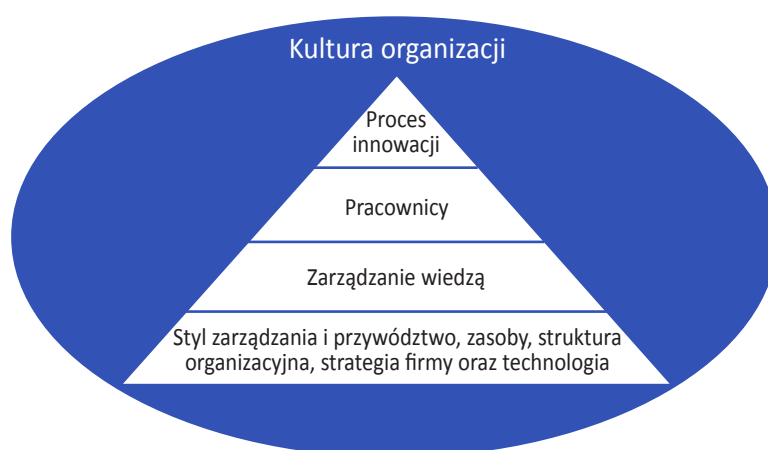 Kultura organizacji
Proces
innowacji
Pracownicy
Zarządzanie wiedzą
Styl zarządzania i przywództwo, zasoby, struktura
organizacyjna, strategia firmy oraz technologia